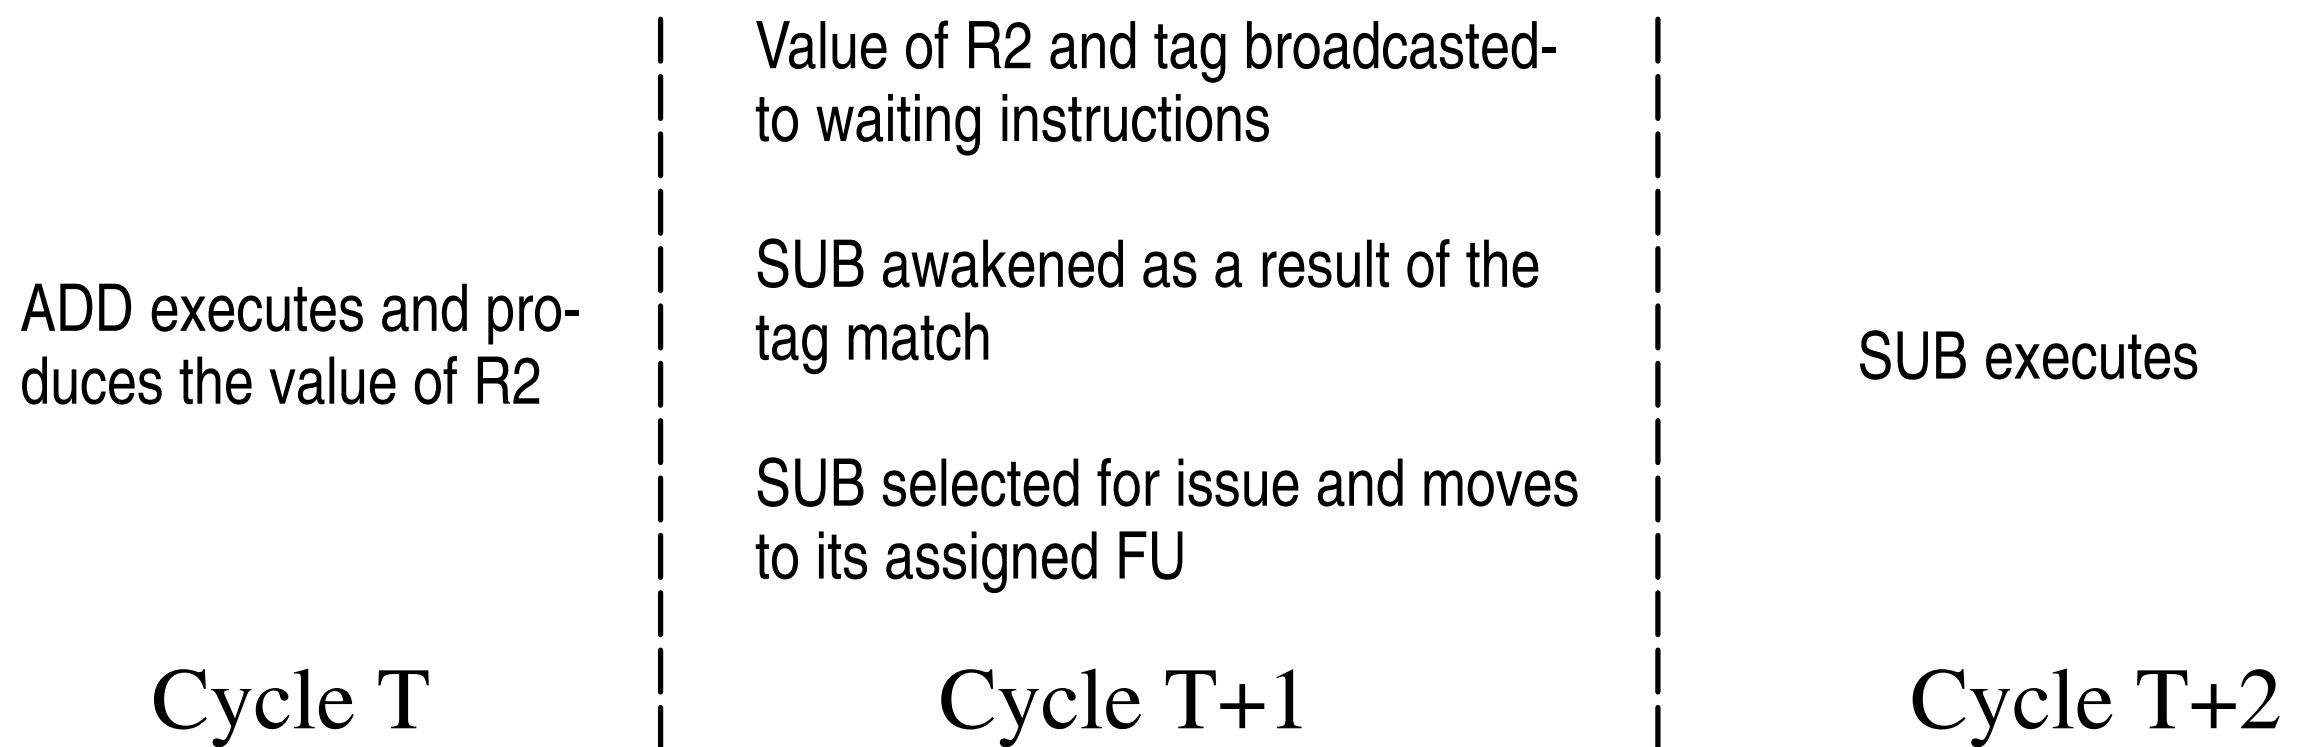 ADD executes and pro-
duces the value of R2
Cycle T
Value of R2 and tag broadcasted-
to waiting instructions
SUB awakened as a result of the
tag match
SUB selected for issue and moves
to its assigned FU
Cycle T+1
SUB executes
Cycle T+2